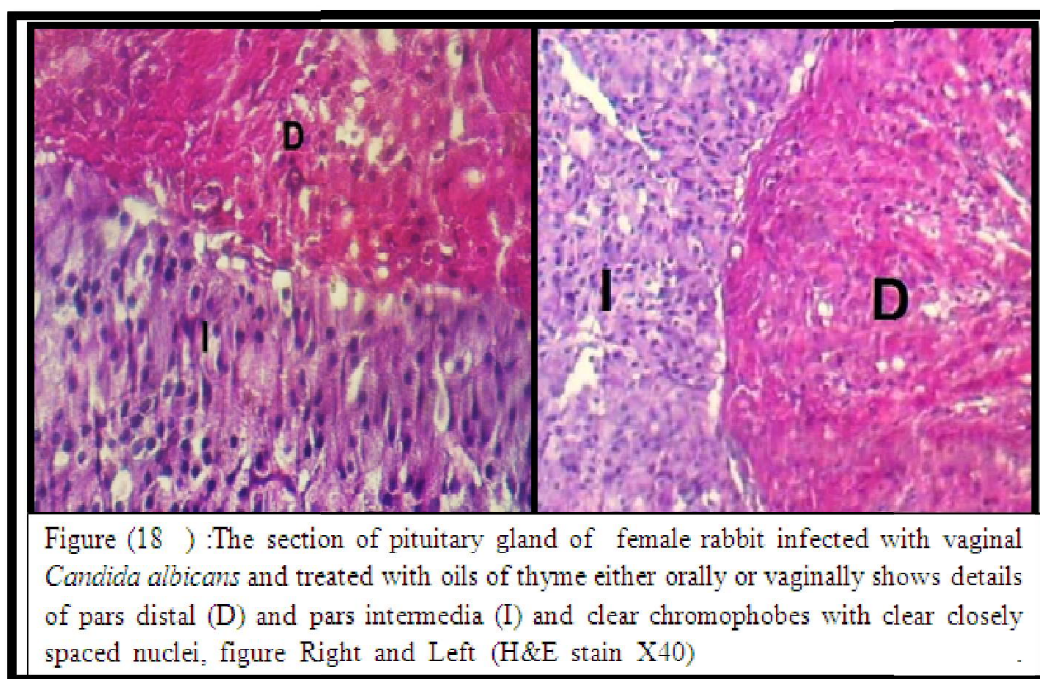 D
I
I
D
Figure (18 ) :The section of pituitary gland of female rabbit infected with vaginal
Candida albicans and treated with oils of thyme either orally or vaginally shows details
of pars distal (D) and pars intermedia (I) and clear chromophobes with clear closely
spaced nuclei, figure Right and Left (H&E stain X40) .